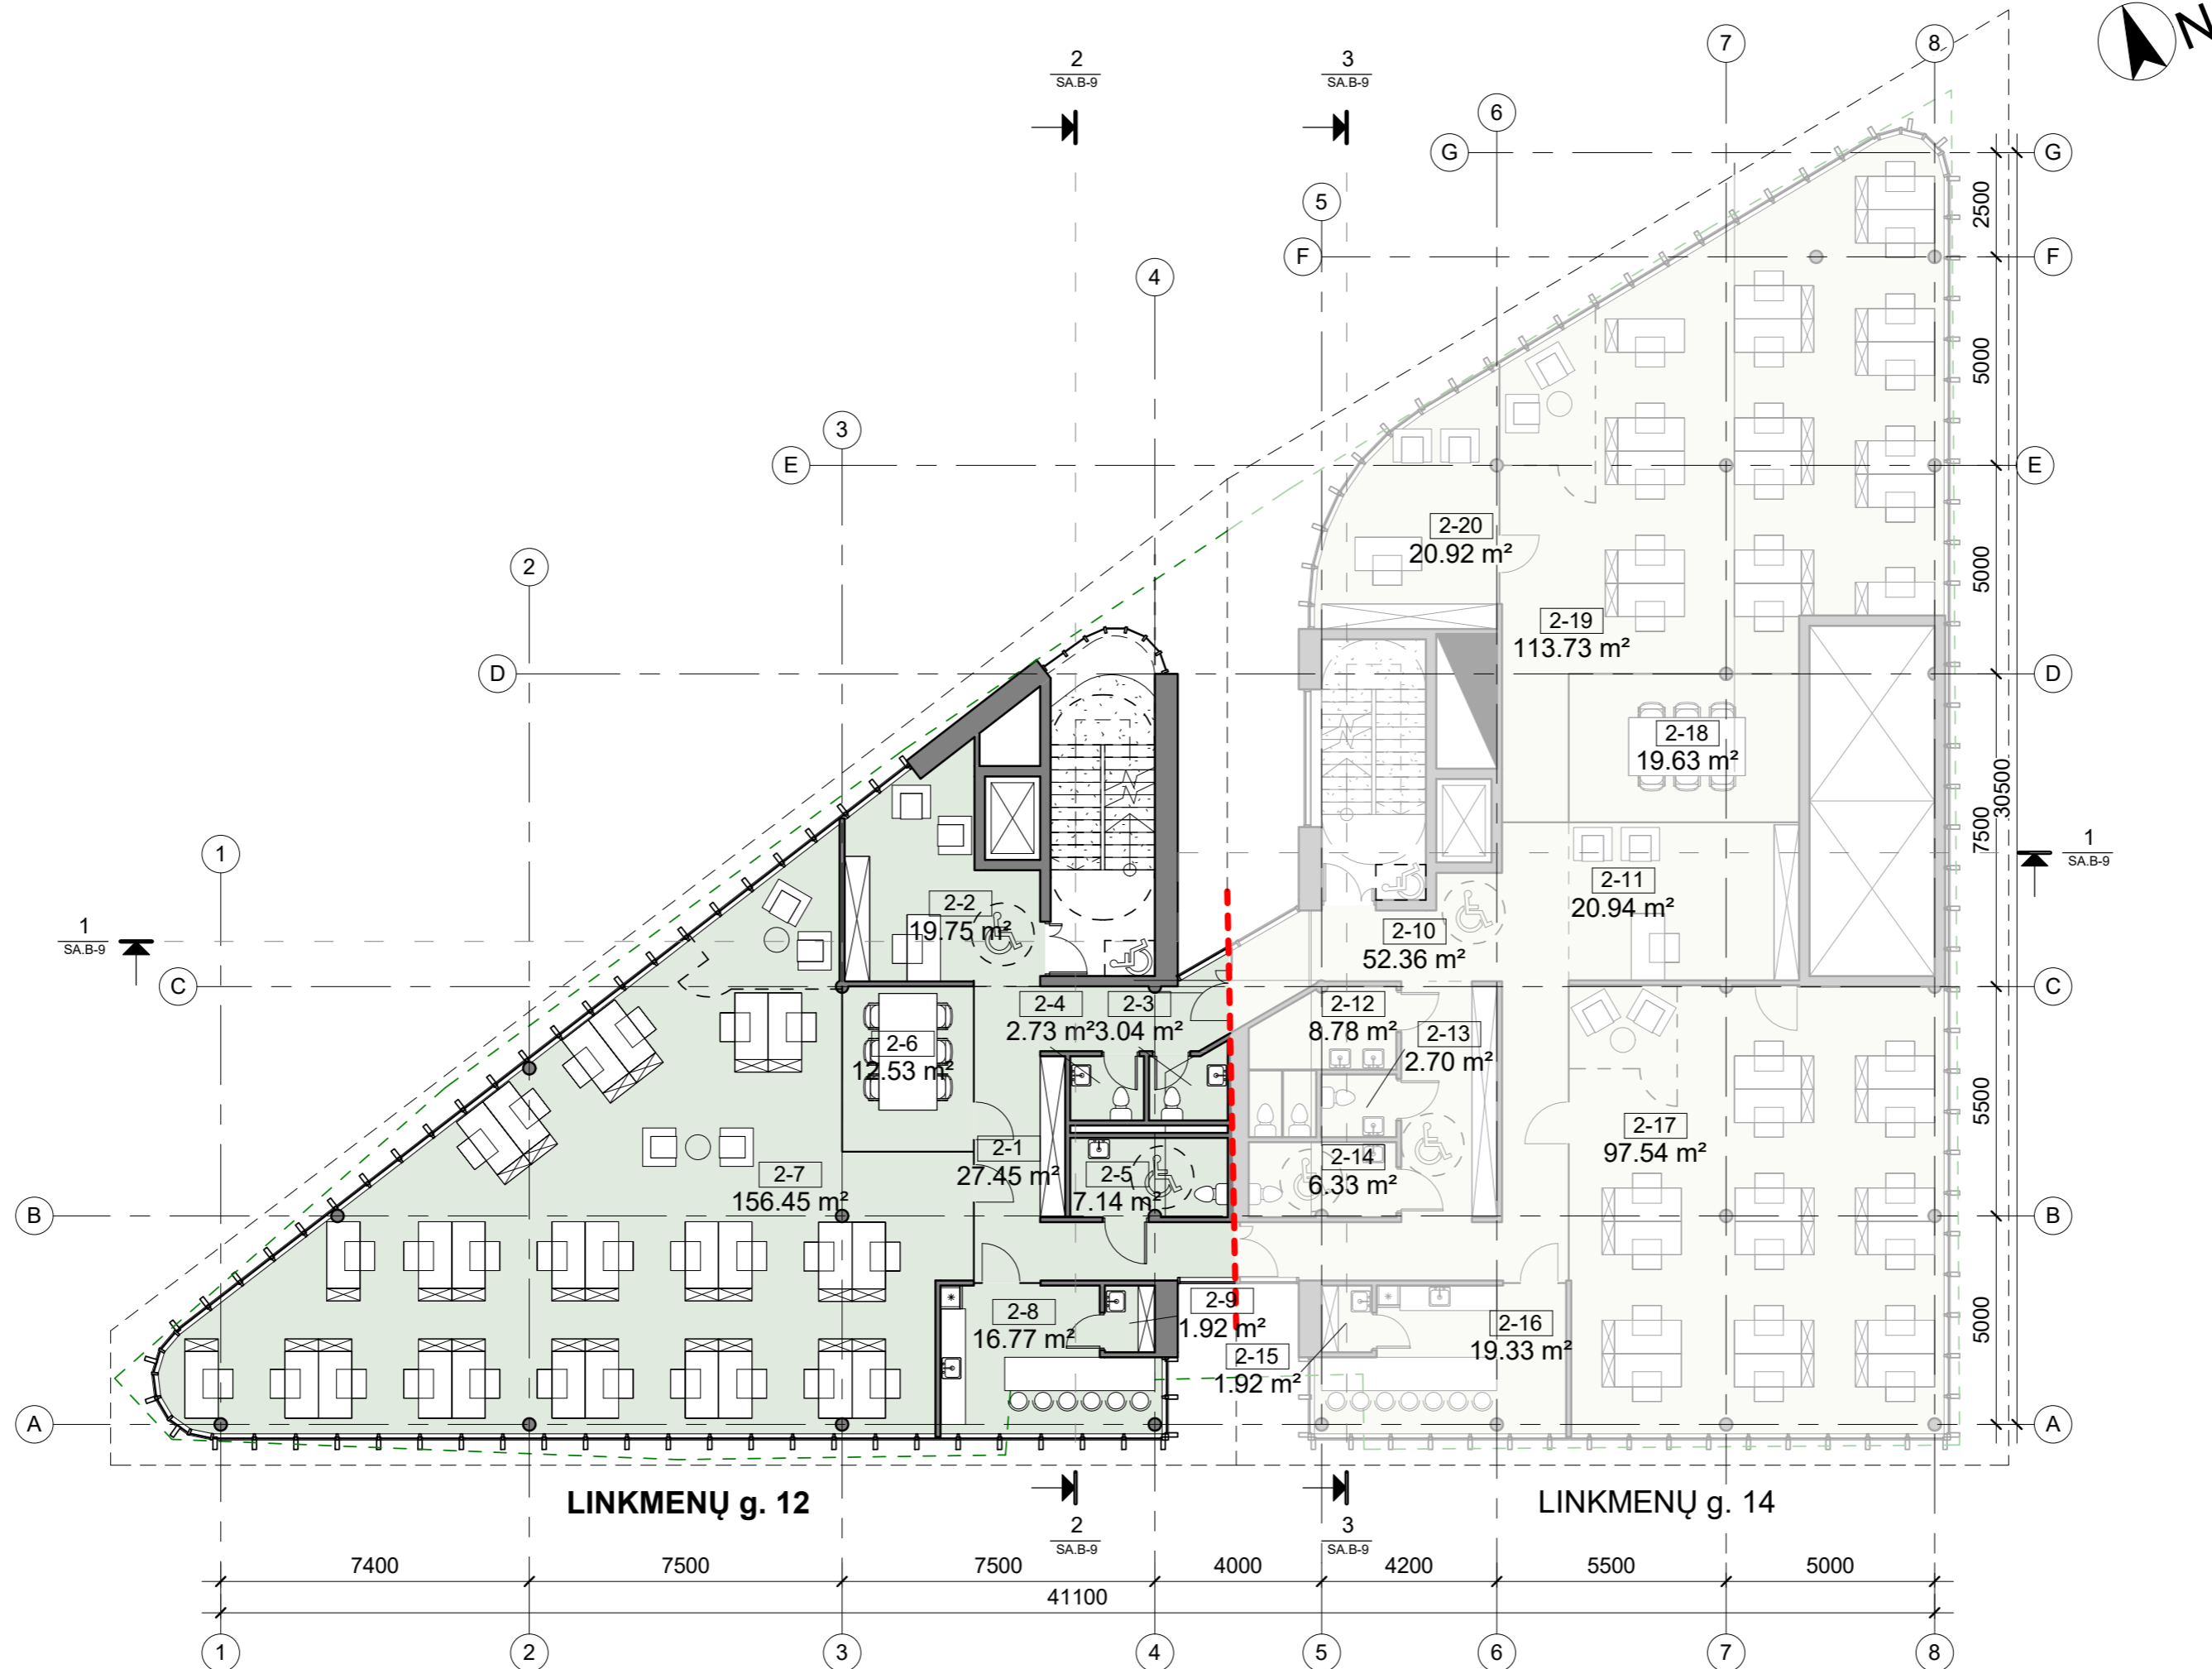 N
2
SA.B-9
3
SA.B-9
7
8
6
G
G
5
2500
F
F
4
5000
3
E
E
2-20
20.92 m²
2
5000
2-19
113.73 m²
D
D
2-18
19.63 m²
7500
30500
1
1
SA.B-9
2-11
20.94 m²
2-2
19.75 m²
2-10
52.36 m²
1
SA.B-9
C
C
2-4
2.73 m²
2-3
3.04 m²
2-12
8.78 m²
2-13
2.70 m²
2-6
12.53 m²
5500
2-17
97.54 m²
2-1
27.45 m²
2-7
156.45 m²
2-5
7.14 m²
2-14
6.33 m²
B
B
2-8
16.77 m²
2-9
1.92 m²
2-16
19.33 m²
5000
2-15
1.92 m²
A
A
LINKMENŲ g. 12
LINKMENŲ g. 14
2
SA.B-9
3
SA.B-9
7400
7500
7500
4000
4200
5500
5000
41100
1
2
3
4
5
6
7
8